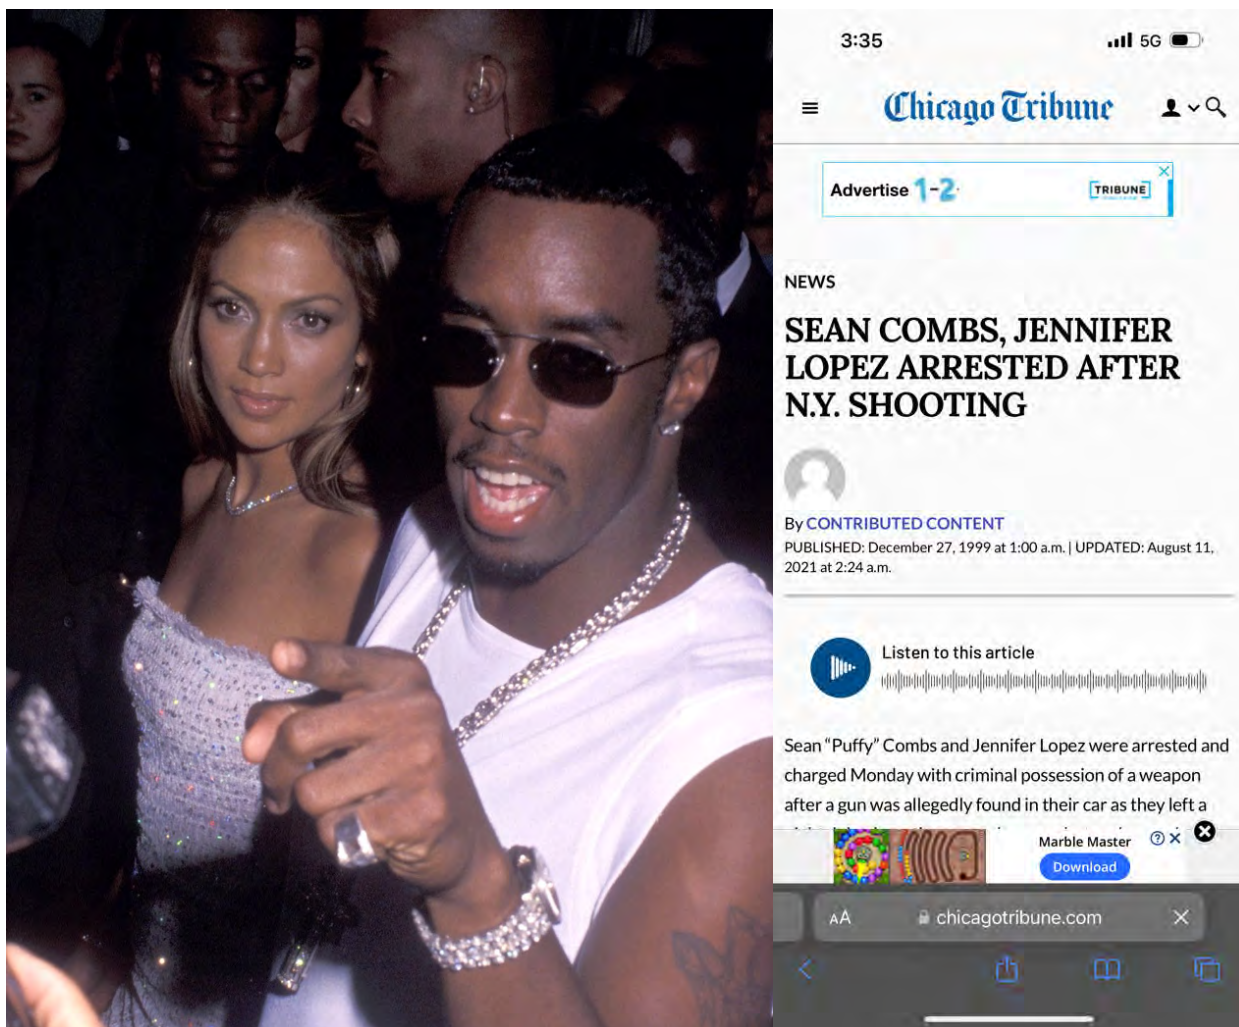 3:35
5G
Chicago Tribune
Advertise 1-2
TRIBUNE
NEWS
SEAN COMBS, JENNIFER
LOPEZ ARRESTED AFTER
N.Y. SHOOTING
By CONTRIBUTED CONTENT
PUBLISHED: December 27, 1999 at 1:00 a.m. | UPDATED: August 11,
2021 at 2:24 a.m.
Listen to this article
Sean “Puffy” Combs and Jennifer Lopez were arrested and
charged Monday with criminal possession of a weapon
after a gun was allegedly found in their car as they left a
Marble Master
Download
AA
chicagotribune.com